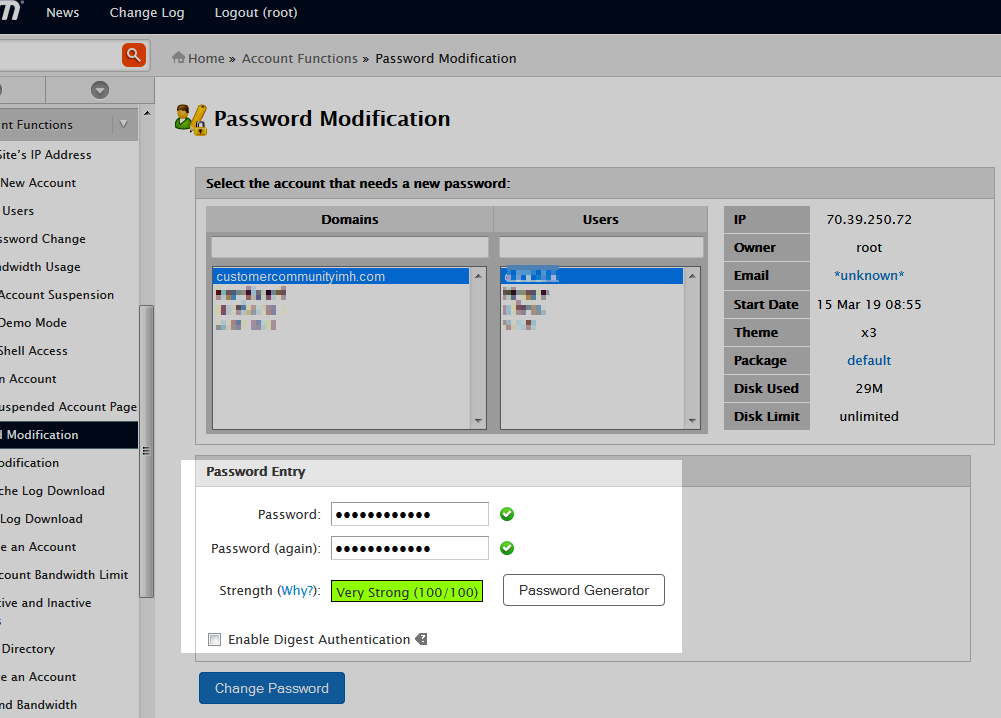 News Change Log Logout (root)
Home » Account Functions » Password Modification
nt Functions
Site's IP Address
New Account
Users
ssword Change
ndwidth Usage
Account Suspension
Demo Mode
Shell Access
n Account
uspended Account Page
d Modification
odification
che Log Download
Log Download
e an Account
count Bandwidth Limit
tive and Inactive
s
Directory
e an Account
nd Bandwidth
Password Modification
Select the account that needs a new password:
Domains Users
customercommunityimh.com
IP 70.39.250.72
Owner root
Email *unknown*
Start Date 15 Mar 19 08:55
Theme x3
Package default
Disk Used 29M
Disk Limit unlimited
Password Entry
Password:
Password (again):
Strength (Why?): Very Strong (100/100) Password Generator
Enable Digest Authentication ?
Change Password